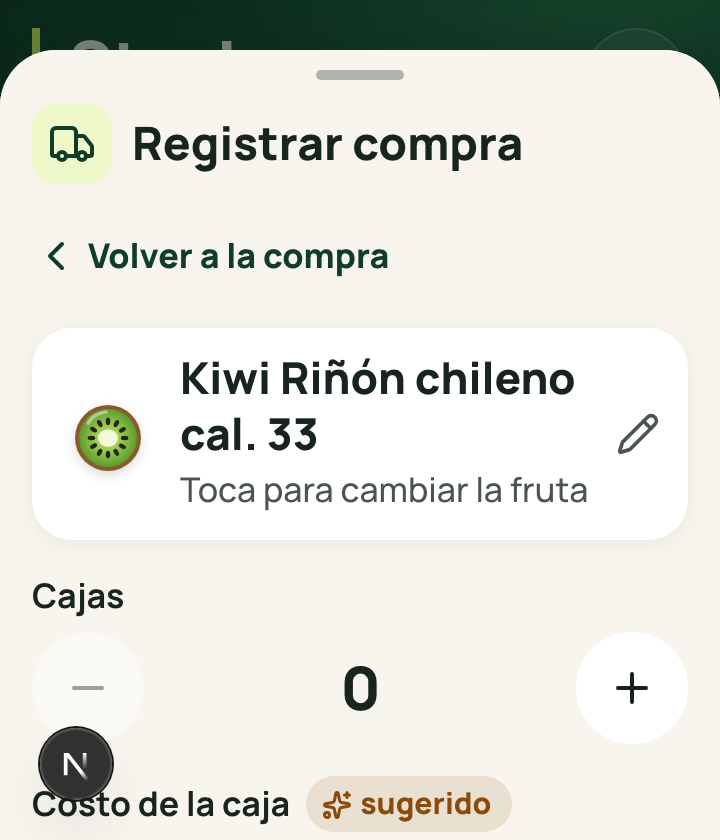 Registrar compra
Volver a la compra
Kiwi Riñón chileno
cal. 33
Toca para cambiar la fruta
Cajas
0
N
Costo de la caja sugerido